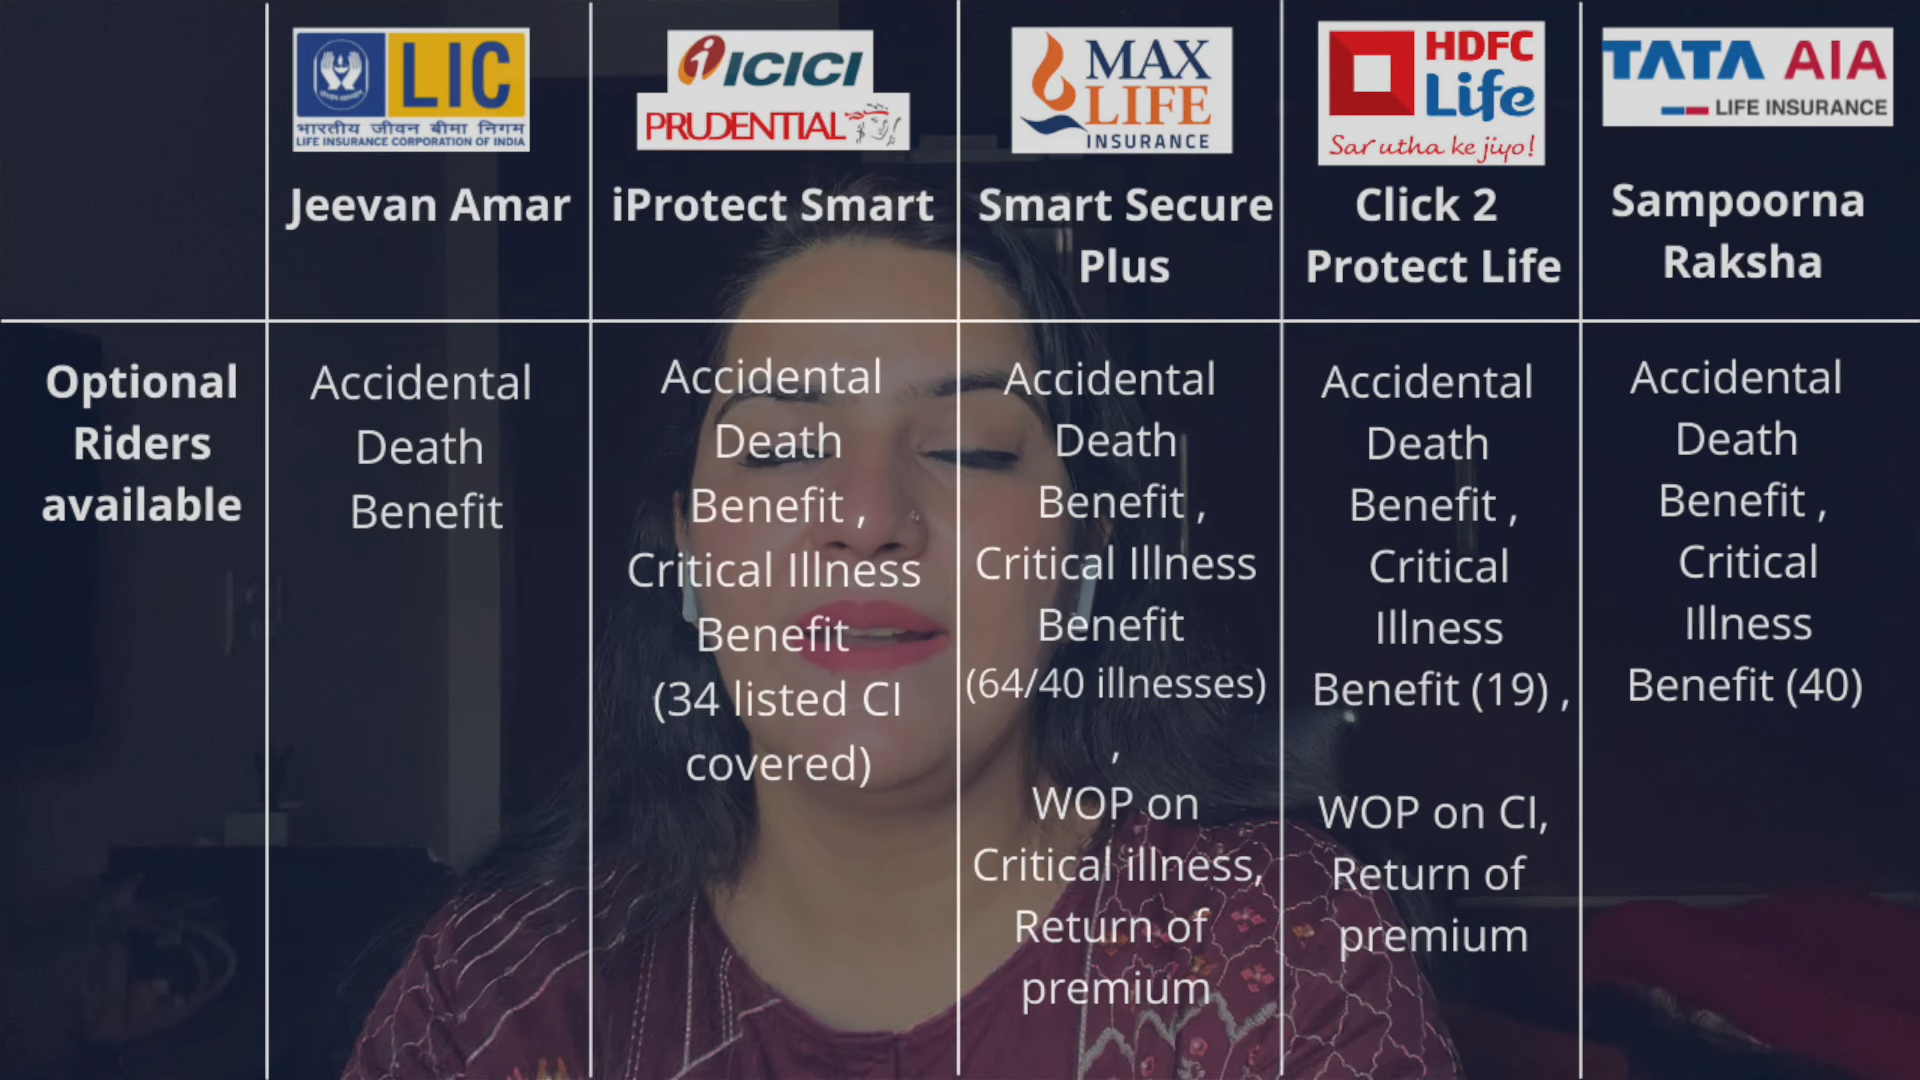 LIC
भारतीय जीवन बीमा निगम
LIFE INSURANCE CORPORATION OF INDIA
Jeevan Amar
ICICI
PRUDENTIAL
iProtect Smart
MAX
LIFE
INSURANCE
Smart Secure
Plus
HDFC
Life
Sar utha ke jiyo!
Click 2
Protect Life
TATA AIA
LIFE INSURANCE
Sampoorna
Raksha
Optional
Riders
available
Accidental
Death
Benefit
Accidental
Death
Benefit ,
Critical Illness
Benefit
(34 listed CI
covered)
Accidental
Death
Benefit ,
Critical Illness
Benefit
(64/40 illnesses)
,
WOP on
Critical illness,
Return of
premium
Accidental
Death
Benefit ,
Critical
Illness
Benefit (19) ,
WOP on CI,
Return of
premium
Accidental
Death
Benefit ,
Critical
Illness
Benefit (40)